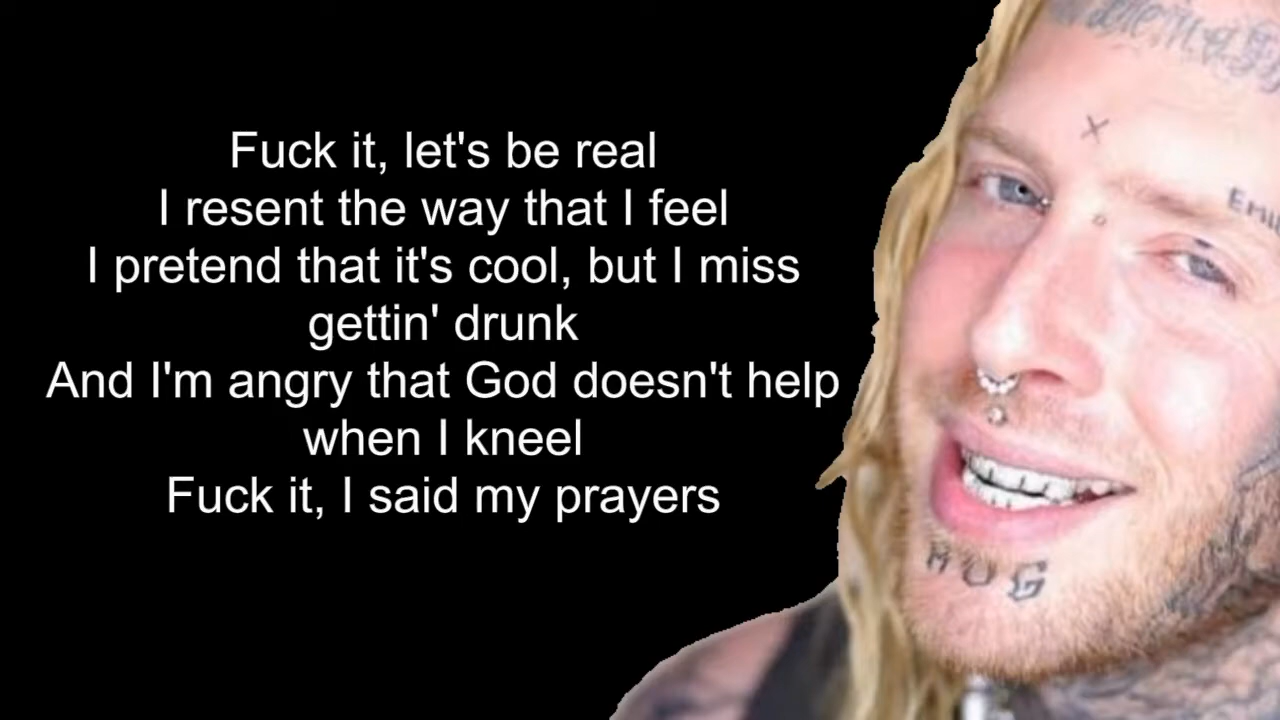 Fuck it, let's be real
I resent the way that I feel
I pretend that it's cool, but I miss
gettin' drunk
And I'm angry that God doesn't help
when I kneel
Fuck it, I said my prayers
HOG